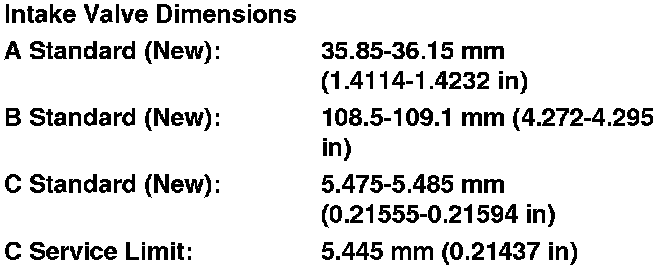 Intake Valve Dimensions
A Standard (New): 35.85-36.15 mm
(1.4114-1.4232 in)
B Standard (New): 108.5-109.1 mm (4.272-4.295
in)
C Standard (New): 5.475-5.485 mm
(0.21555-0.21594 in)
C Service Limit: 5.445 mm (0.21437 in)